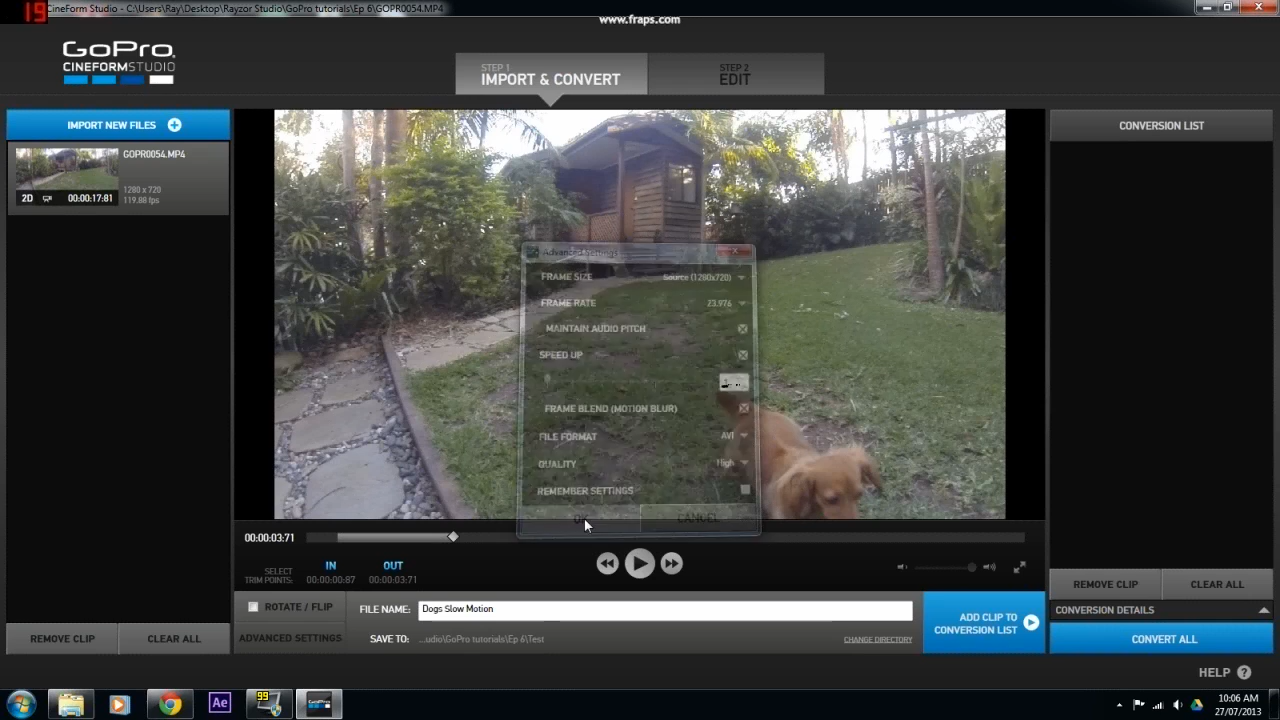 19
CineForm Studio - C:\Users\Ray\Desktop\Rayzor Studio\GoPro tutorials\Ep 6\GOPR0054.MP4
www.fraps.com
GoPro
CINEFORMSTUDIO
STEP 1
IMPORT & CONVERT
STEP 2
EDIT
IMPORT NEW FILES
GOPR0054.MP4
1280 x 720
119.88 fps
2D
00:00:17:81
CONVERSION LIST
Advanced Settings
FRAME SIZE Source (1280x720)
FRAME RATE 23.976
MAINTAIN AUDIO PITCH
SPEED UP
FRAME BLEND (MOTION BLUR)
FILE FORMAT AVI
QUALITY High
REMEMBER SETTINGS
OK CANCEL
00:00:03:71
SELECT
TRIM POINTS:
IN
00:00:00:87
OUT
00:00:03:71
ROTATE / FLIP
ADVANCED SETTINGS
FILE NAME: Dogs Slow Motion
SAVE TO: ...udio\GoPro tutorials\Ep 6\Test
CHANGE DIRECTORY
ADD CLIP TO
CONVERSION LIST
REMOVE CLIP CLEAR ALL
REMOVE CLIP CLEAR ALL
CONVERSION DETAILS
CONVERT ALL
HELP ?
Ae
99
10:06 AM
27/07/2013